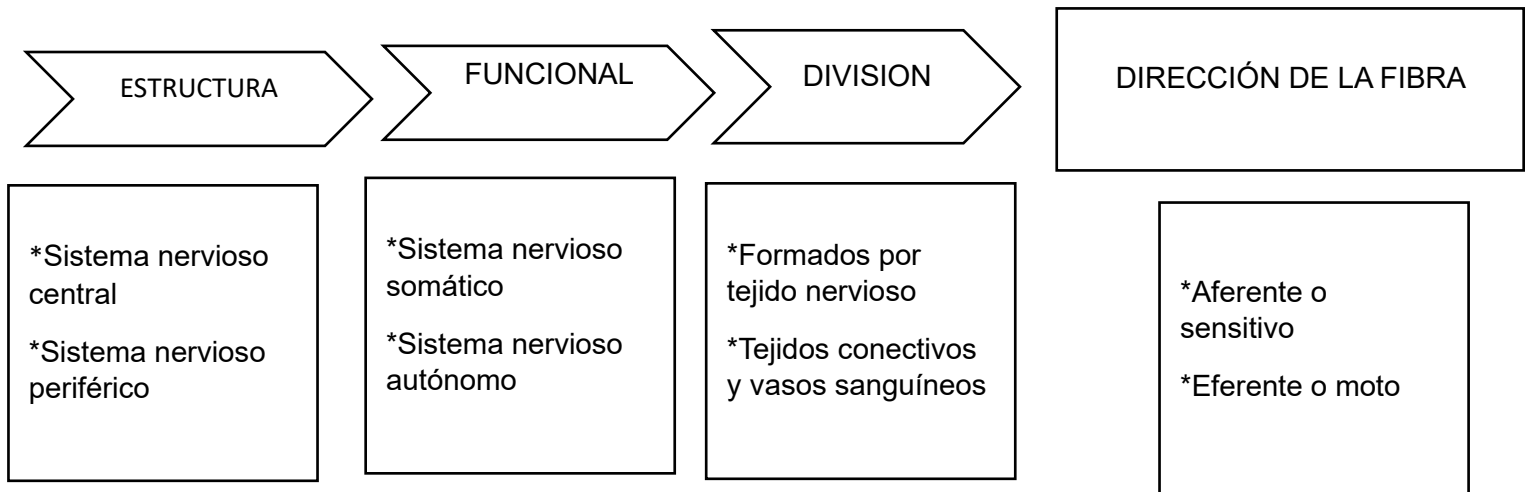 ESTRUCTURA
FUNCIONAL
DIVISION
DIRECCIÓN DE LA FIBRA
*Sistema nervioso
central
*Sistema nervioso
periférico
*Sistema nervioso
somático
*Sistema nervioso
autónomo
*Formados por
tejido nervioso
*Tejidos conectivos
y vasos sanguíneos
*Aferente o
sensitivo
*Eferente o moto